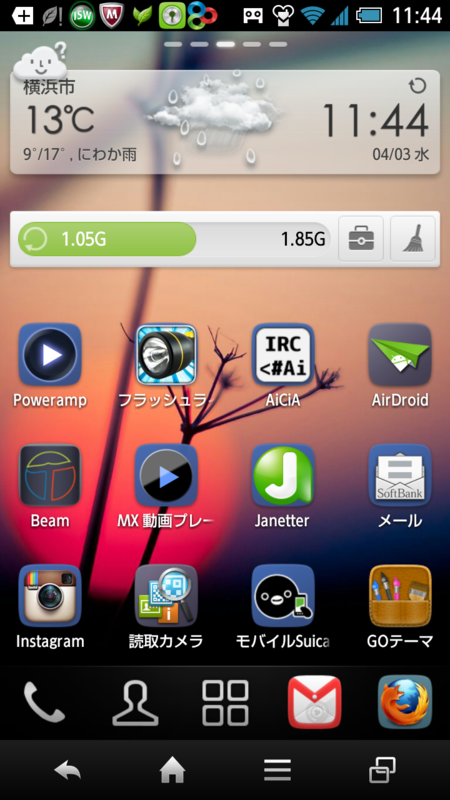 iSW
11:44
?
横浜市
13℃
11:44
9°/17°, にわか雨
04/03 水
1.05G
1.85G
IRC
<#Ai
Poweramp
フラッシュラ
AiCiA
AirDroid
J
SoftBank
Beam
MX 動画プレー
Janetter
メール
i
Instagram
読取カメラ
モバイルSuica
GOテーマ